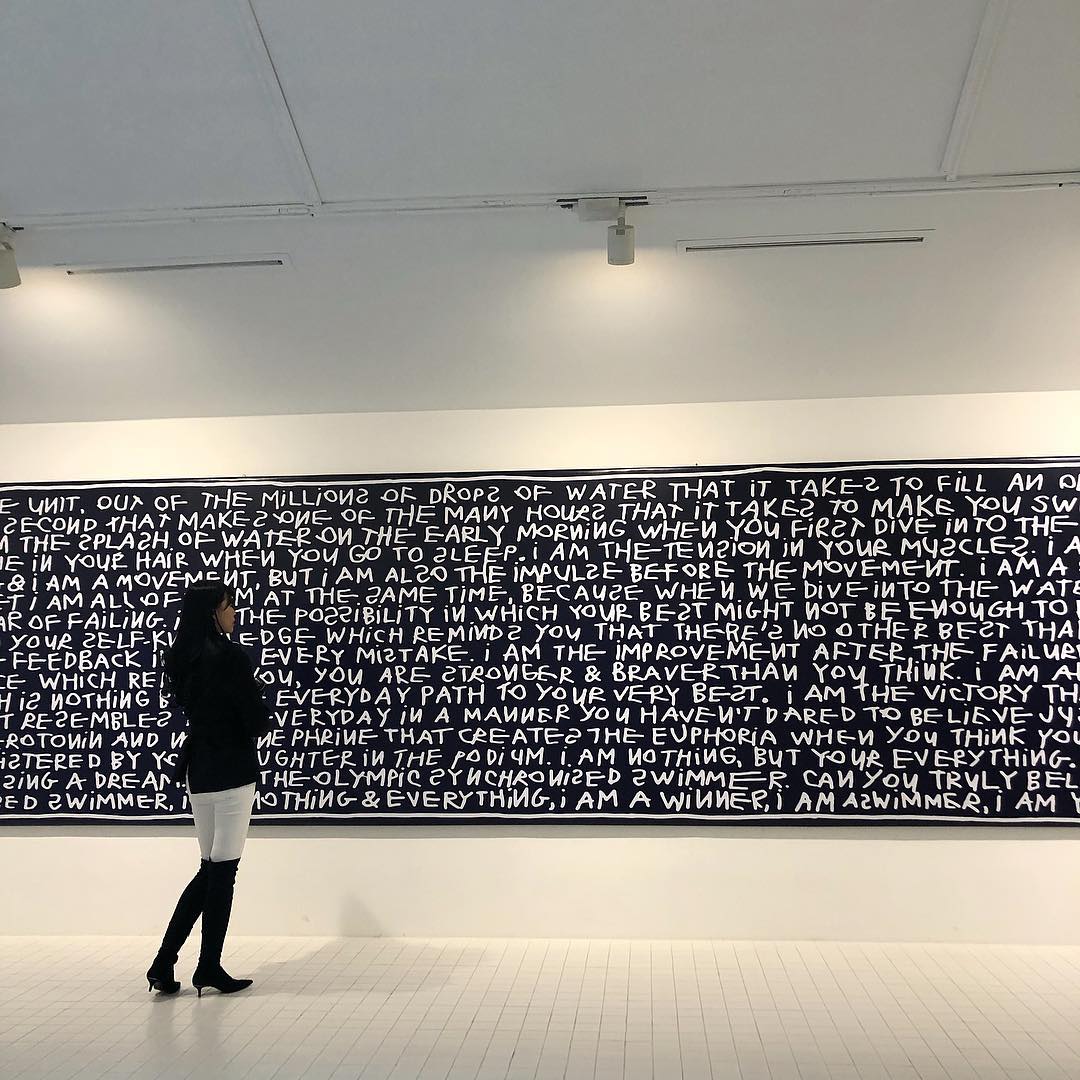 E UNIT. OUT OF THE MILLIONS OF DROPS OF WATER THAT iT TAKES TO FiLL AN
SECOND THAT MAKES ONE OF THE MANY HOURS THAT iT TAKES TO MAKE YOU SW
THE SPLASH OF WATER ON THE EARLY MORNiNG WHEN YOU FiRST DiVE iNTO THE
E iN YOUR HAiR WHEN YOU GO TO SLEEP. i AM THE TENSiON iN YOUR MUSCLES. i A
& i AM A MOVEMENT, BUT i AM ALSO THE iMPULSE BEFORE THE MOVEMENT. i AM A
i AM ALL OF AT THE SAME TiME, BECAUSE WHEN WE DiVE iNTO THE WATE
AR OF FAiLiNG. THE POSSiBiLiTY iN WHiCH YOUR BEST MiGHT NOT BE ENOUGH TO
YOUR SELF-KN EDGE WHiCH REMiNDS YOU THAT THERE'S NO OTHER BEST THA
FEEDBACK EVERY MiSTAKE. i AM THE iMPROVEMENT AFTER THE FAiLUR
CE WHiCH RE YOU, YOU ARE STRONGER & BRAVER THAN YOU THiNK. i AM A
H iS NOTHiNG EVERYDAY PATH TO YOUR VERY BEST. i AM THE ViCTORY TH
T RESEMBLES EVERYDAY iN A MANNER YOU HAVEN'T DARED TO BELiEVE
ROTONiN AND NE PHRiNE THAT CREATES THE EUPHORiA WHEN YOU THiNK YOU
STERED BY YO UGHTER iN THE PODiUM. i AM NOTHiNG, BUT YOUR EVERYTHiNG.
SiNG A DREAM THE OLYMPiC SYNCHRONiSED SWiMMER. CAN YOU TRULY BEL
ED SWiMMER, i NOTHiNG & EVERYTHiNG, i AM A WiNNER, i AM A SWiMMER, i AM